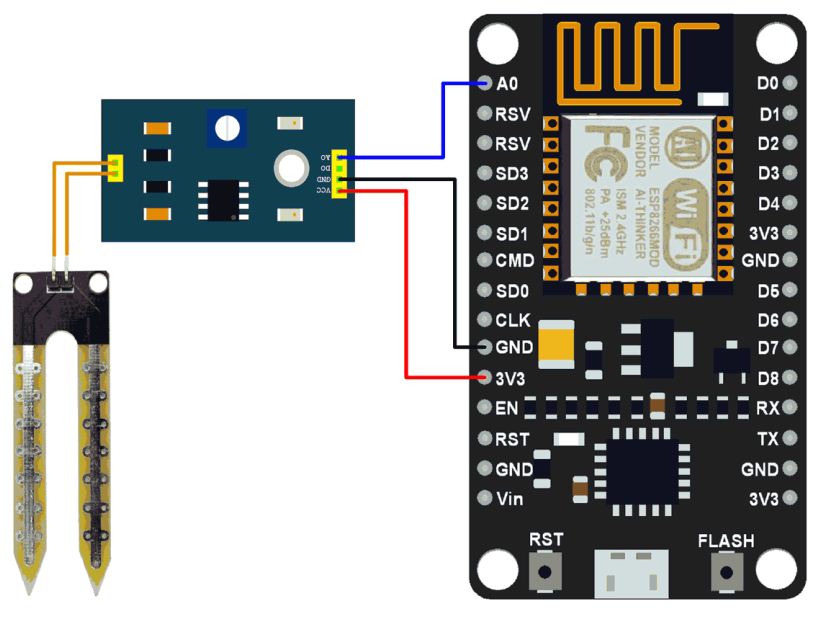 AO
DO
GND
VCC
A0
RSV
RSV
SD3
SD2
SD1
CMD
SD0
CLK
GND
3V3
EN
RST
GND
Vin
MODEL
VENDOR
ESP8266MOD
AI-THINKER
ISM 2.4GHz
PA +25dBm
802.11b/g/n
FC
AI
Wi Fi
D0
D1
D2
D3
D4
3V3
GND
D5
D6
D7
D8
RX
TX
GND
3V3
RST
FLASH